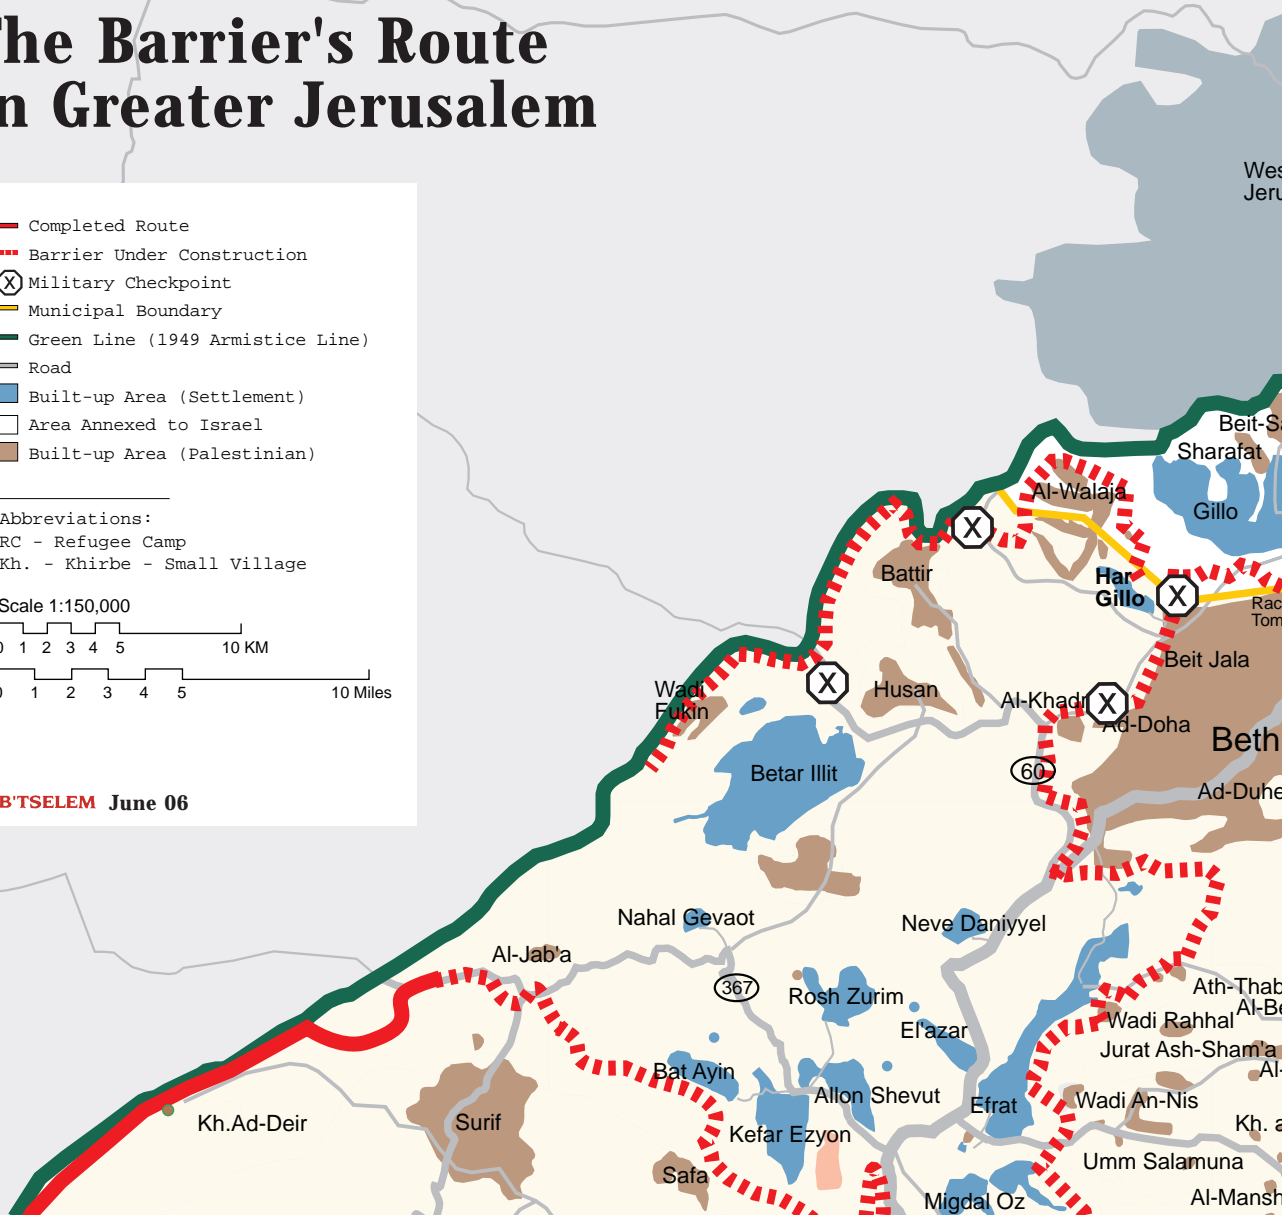 The Barrier's Route
in Greater Jerusalem
Completed Route
Barrier Under Construction
X Military Checkpoint
Municipal Boundary
Green Line (1949 Armistice Line)
Road
Built-up Area (Settlement)
Area Annexed to Israel
Built-up Area (Palestinian)
Abbreviations:
RC - Refugee Camp
Kh. - Khirbe - Small Village
Scale 1:150,000
0 1 2 3 4 5 10 KM
0 1 2 3 4 5 10 Miles
B'TSELEM June 06
Wes
Jeru
Beit-Sa
Sharafat
Al-Walaja
Gillo
X
Battir
Har
Gillo
X
Rac
Tom
Beit Jala
Wadi
Fukin
X
Husan
Al-Khadr
X
Ad-Doha
Beth
Betar Illit
60
Ad-Duhe
Nahal Gevaot
Neve Daniyyel
Al-Jab'a
367
Rosh Zurim
Ath-Thab
Al-Be
El'azar
Wadi Rahhal
Jurat Ash-Sham'a
Al-
Bat Ayin
Allon Shevut
Efrat
Wadi An-Nis
Kh.Ad-Deir
Surif
Kefar Ezyon
Kh. a
Safa
Umm Salamuna
Migdal Oz
Al-Mansh